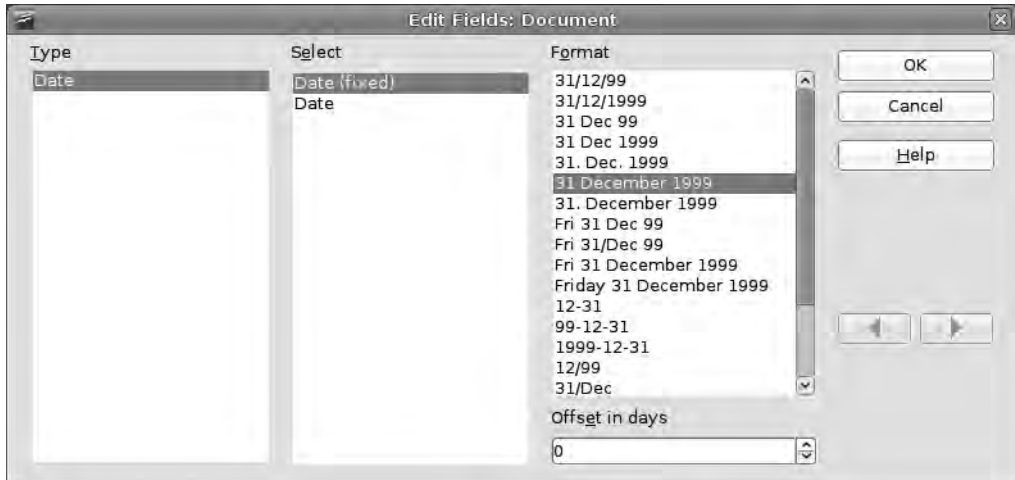 Edit Fields: Document
Type
Date
Select
Date (fixed)
Date
Format
31/12/99
31/12/1999
31 Dec 99
31 Dec 1999
31. Dec. 1999
31 December 1999
31. December 1999
Fri 31 Dec 99
Fri 31/Dec 99
Fri 31 December 1999
Friday 31 December 1999
12-31
99-12-31
1999-12-31
12/99
31/Dec
Offset in days
0
OK
Cancel
Help